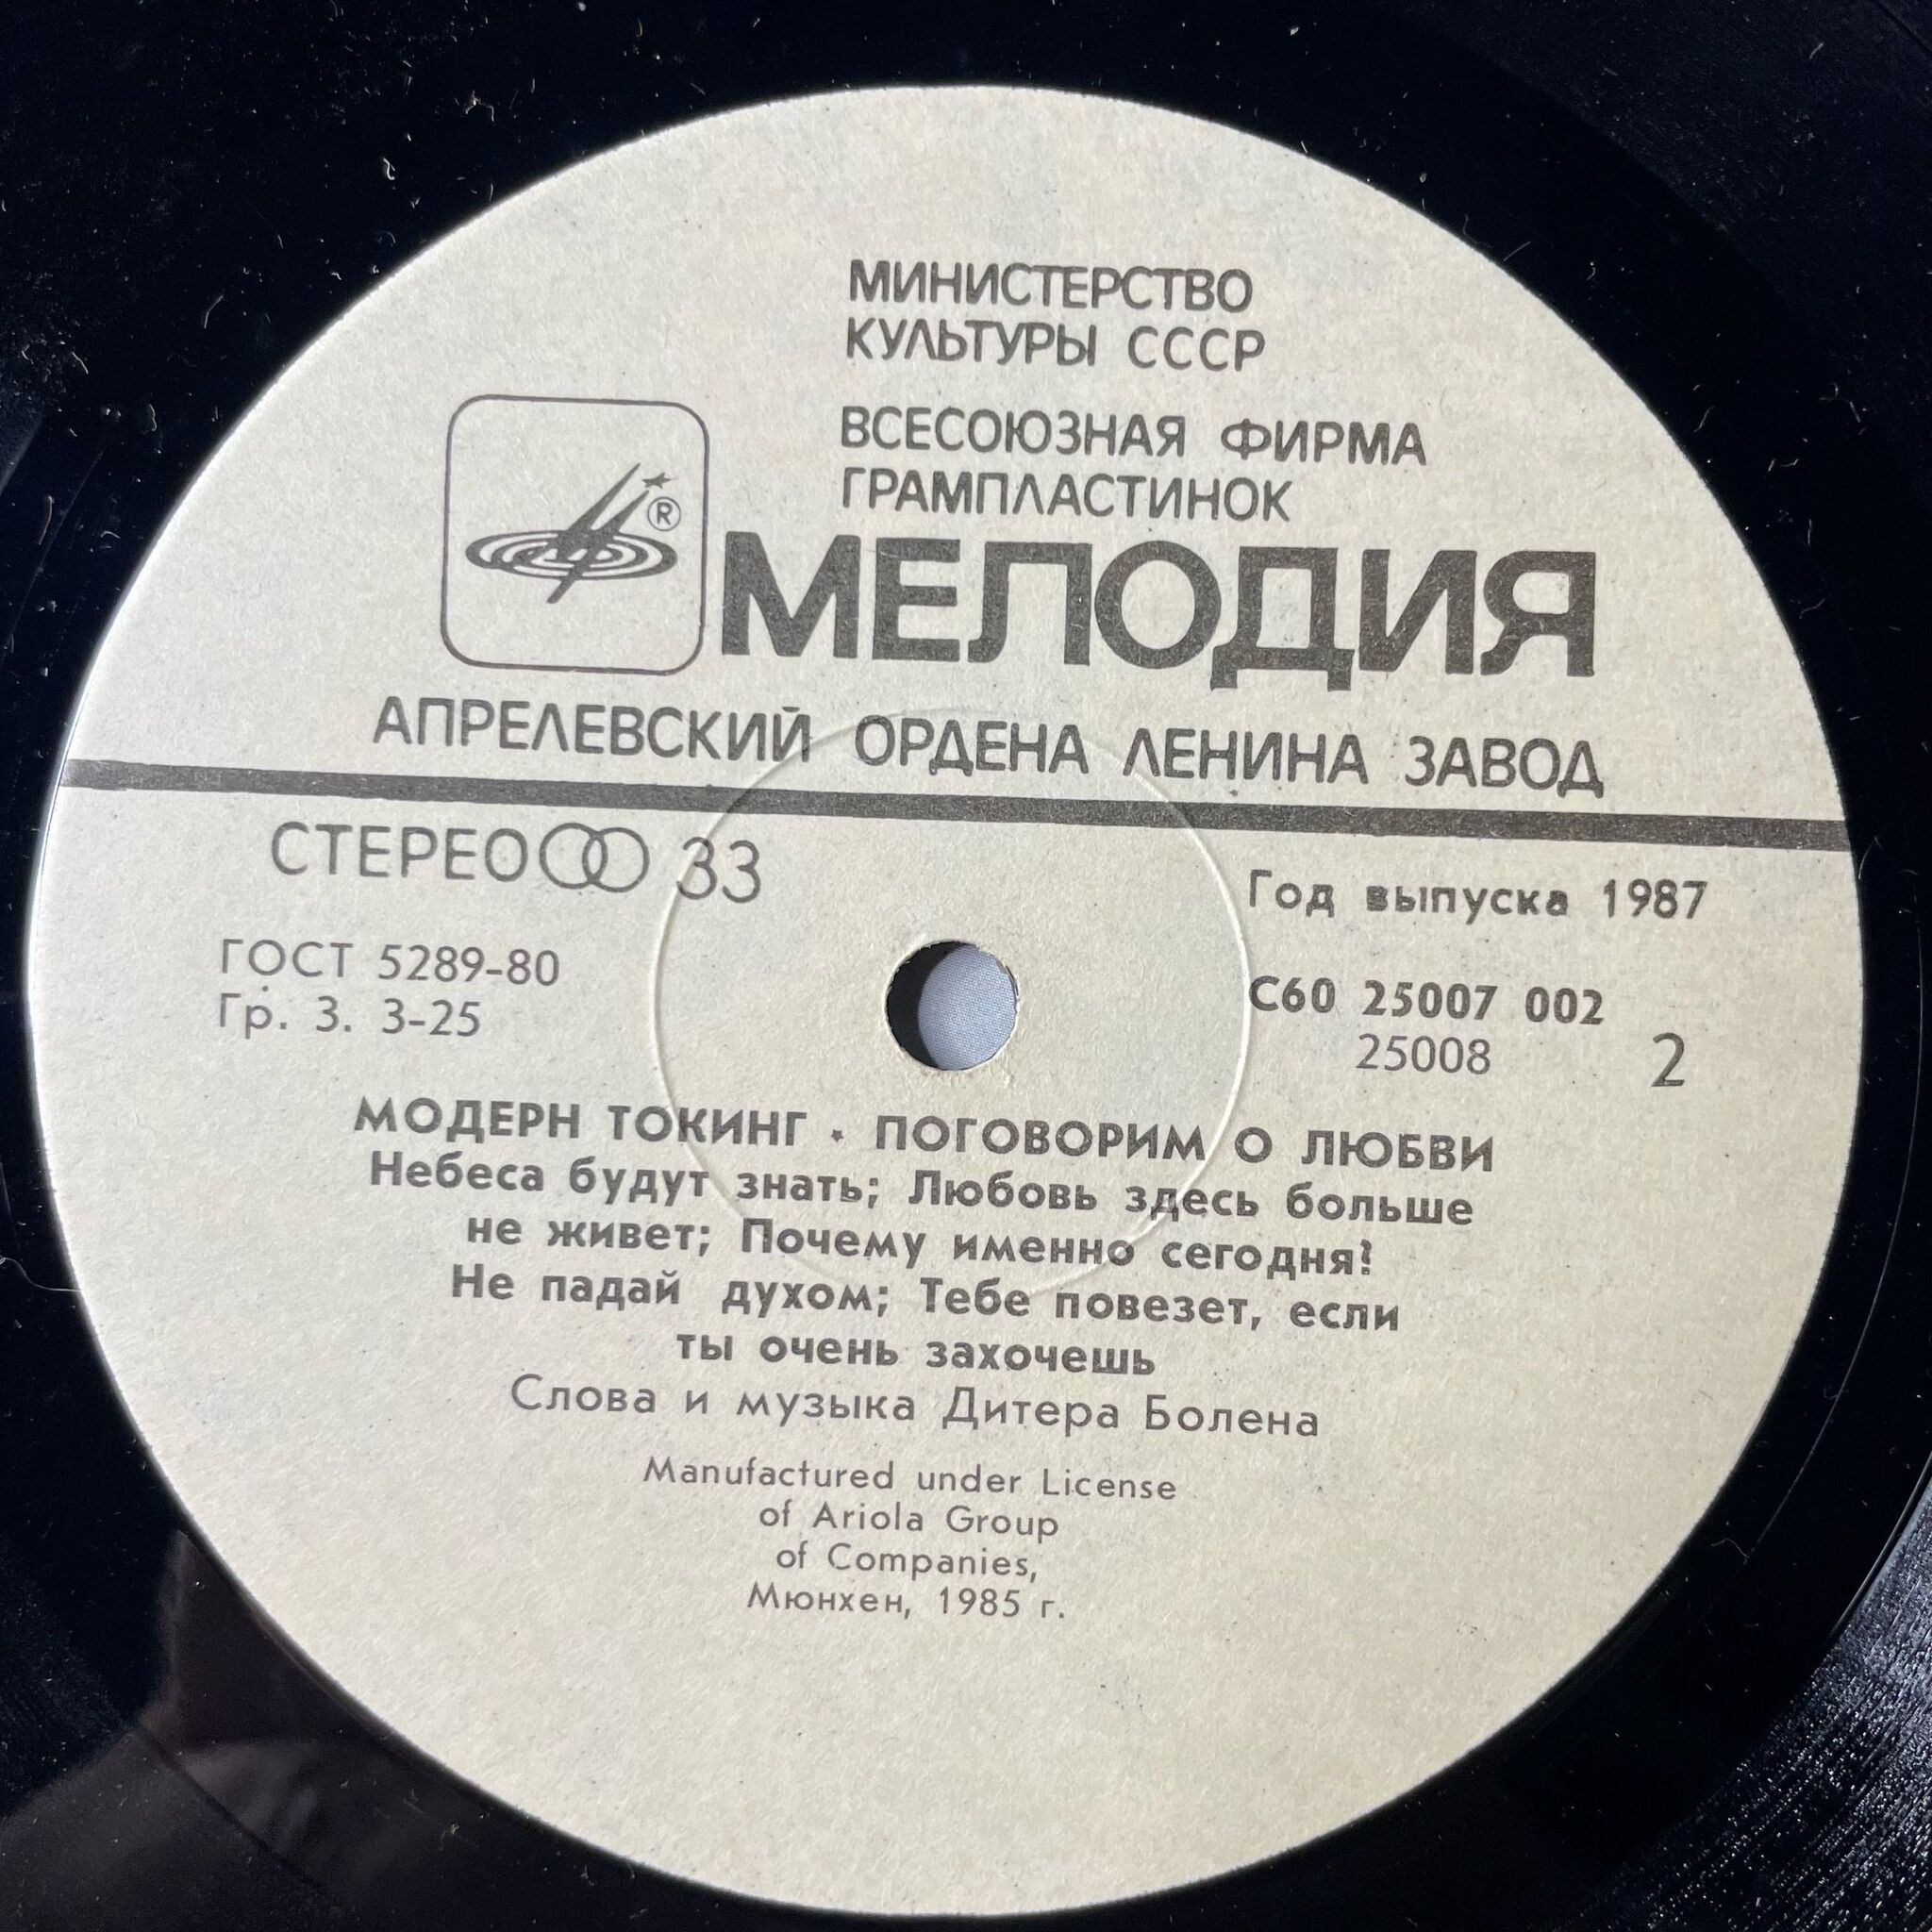 МИНИСТЕРСТВО
КУЛЬТУРЫ СССР
ВСЕСОЮЗНАЯ ФИРМА
ГРАМПЛАСТИНОК
®
МЕЛОДИЯ
АПРЕЛЕВСКИЙ ОРДЕНА ЛЕНИНА ЗАВОД
СТЕРЕО 33
ГОСТ 5289-80
Гр. 3. 3-25
Год выпуска 1987
С60 25007 002
25008 2
МОДЕРН ТОКИНГ · ПОГОВОРИМ О ЛЮБВИ
Небеса будут знать; Любовь здесь больше
не живет; Почему именно сегодня?
Не падай духом; Тебе повезет, если
ты очень захочешь
Слова и музыка Дитера Болена
Manufactured under License
of Ariola Group
of Companies,
Мюнхен, 1985 г.